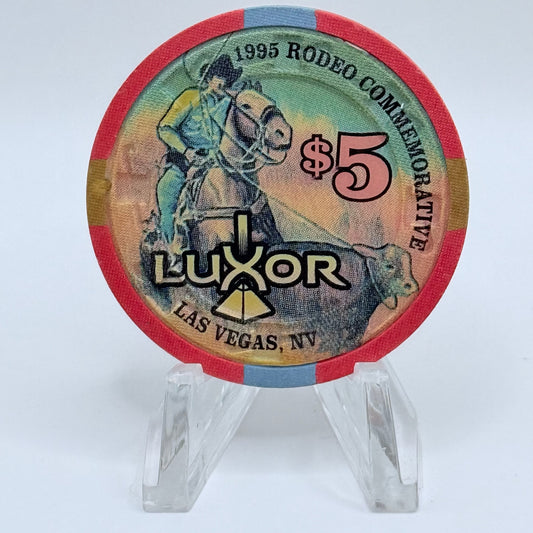 1995 RODEO COMMEMORATIVE
$5
LUXOR
LAS VEGAS, NV